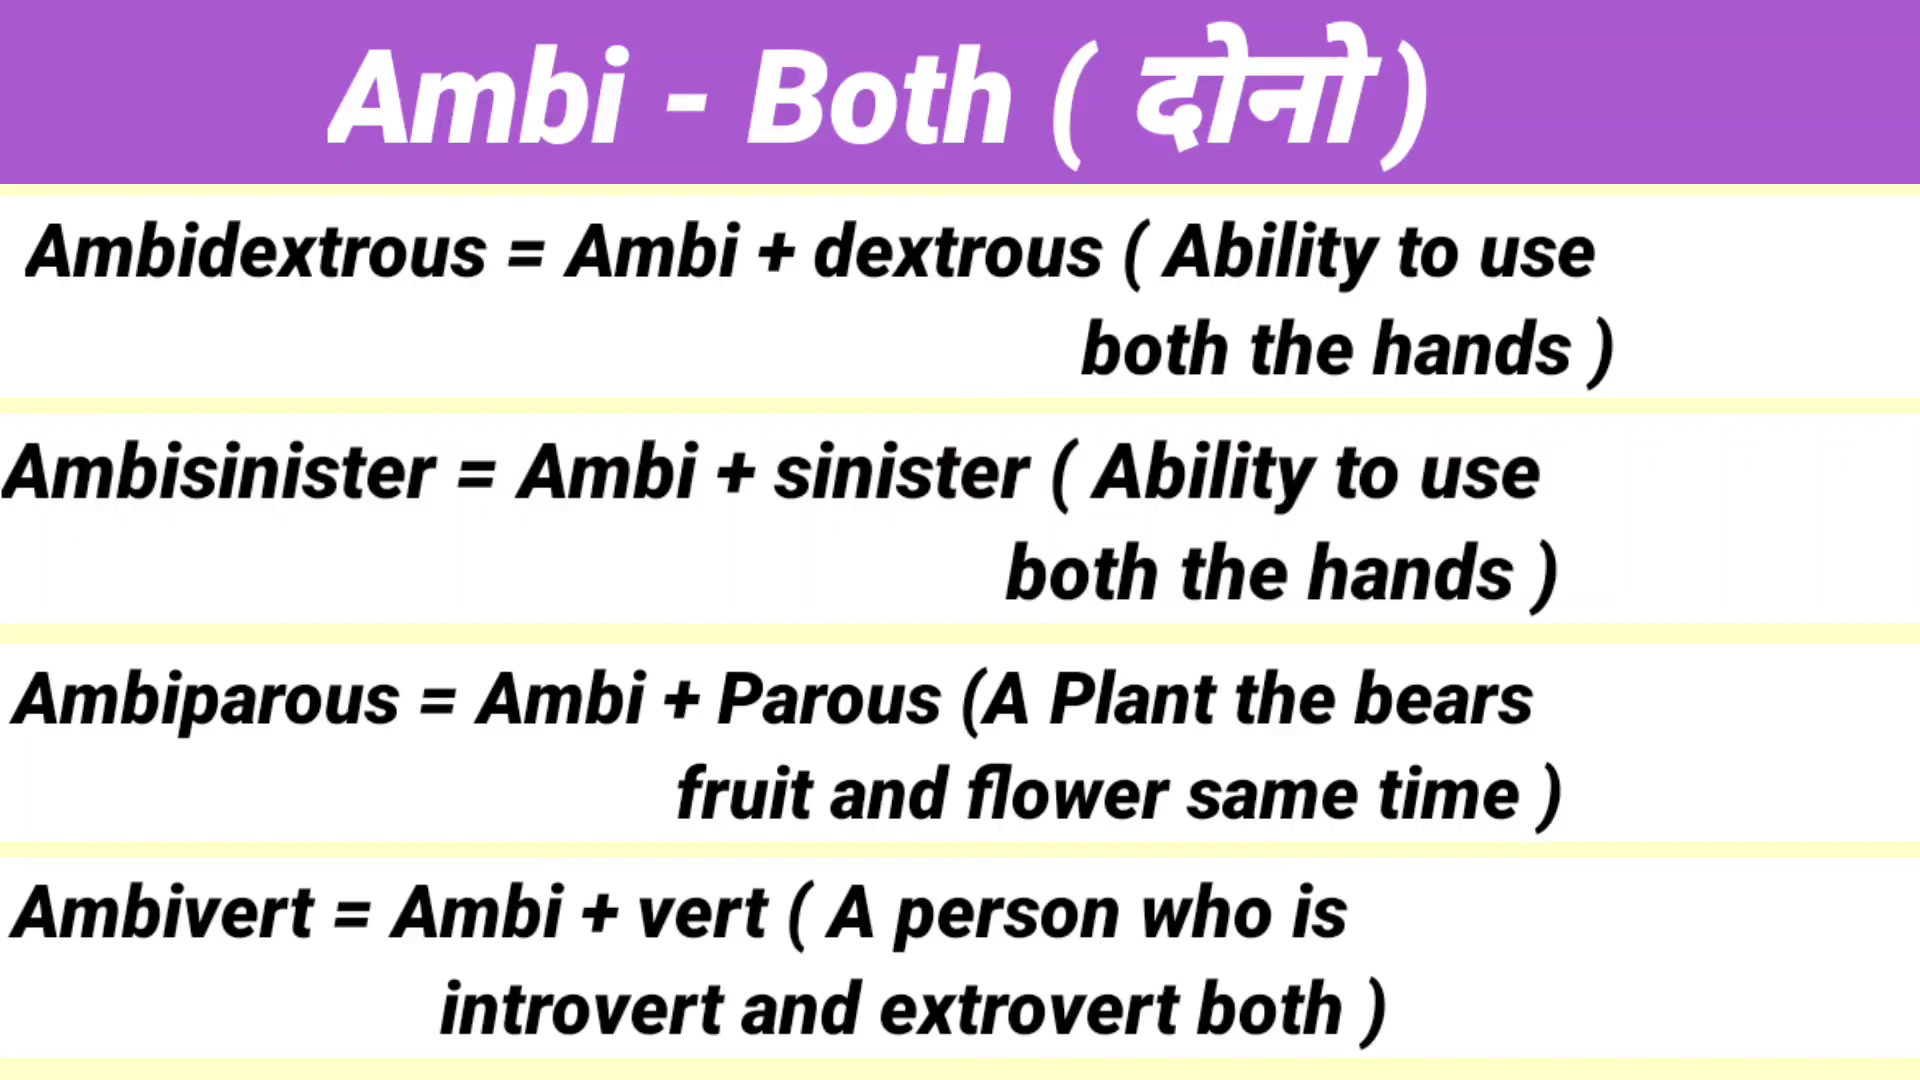 Ambi - Both ( दोनो )
Ambidextrous = Ambi + dextrous ( Ability to use
both the hands )
Ambisinister = Ambi + sinister ( Ability to use
both the hands )
Ambiparous = Ambi + Parous (A Plant the bears
fruit and flower same time )
Ambivert = Ambi + vert ( A person who is
introvert and extrovert both )